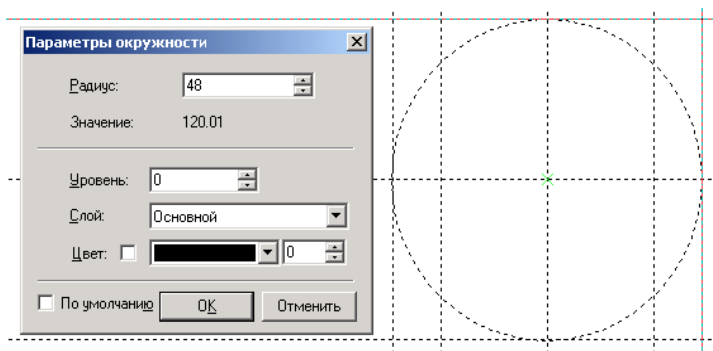 Параметры окружности
Радиус: 48
Значение: 120.01
Уровень: 0
Слой: Основной
Цвет: 0
По умолчанию OK Отменить